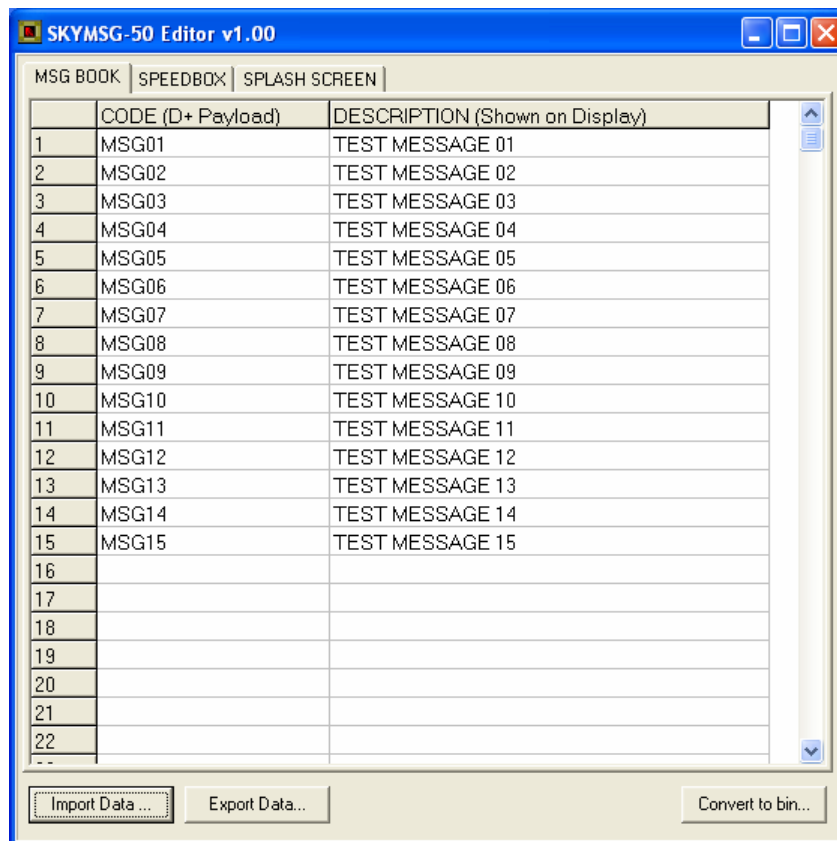 SKYMSG-50 Editor v1.00
MSG BOOK SPEEDBOX SPLASH SCREEN
CODE (D+ Payload) DESCRIPTION (Shown on Display)
1 MSG01 TEST MESSAGE 01
2 MSG02 TEST MESSAGE 02
3 MSG03 TEST MESSAGE 03
4 MSG04 TEST MESSAGE 04
5 MSG05 TEST MESSAGE 05
6 MSG06 TEST MESSAGE 06
7 MSG07 TEST MESSAGE 07
8 MSG08 TEST MESSAGE 08
9 MSG09 TEST MESSAGE 09
10 MSG10 TEST MESSAGE 10
11 MSG11 TEST MESSAGE 11
12 MSG12 TEST MESSAGE 12
13 MSG13 TEST MESSAGE 13
14 MSG14 TEST MESSAGE 14
15 MSG15 TEST MESSAGE 15
16
17
18
19
20
21
22
Import Data ... Export Data... Convert to bin...